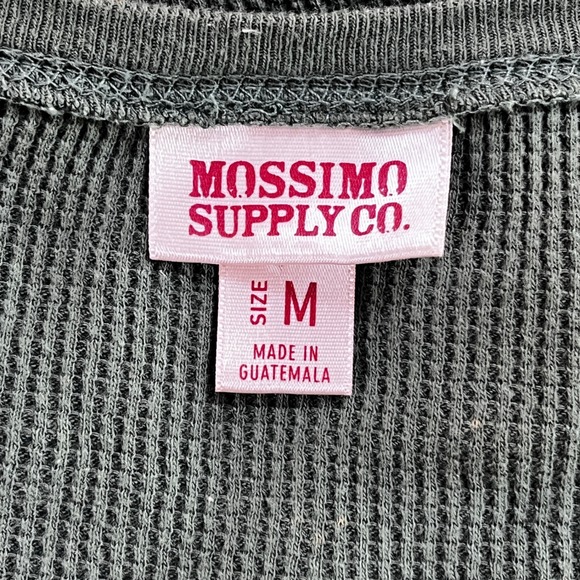 MOSSIMO
SUPPLY CO.
SIZE M
MADE IN
GUATEMALA